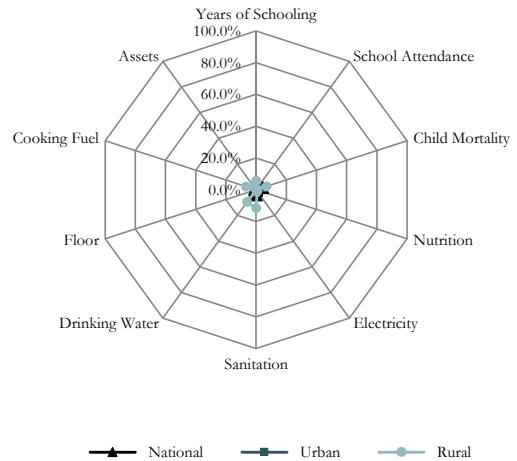 Years of Schooling
100.0%
Assets
School Attendance
80.0%
60.0%
40.0%
Cooking Fuel
Child Mortality
20.0%
0.0%
Floor
Nutrition
Drinking Water
Electricity
Sanitation
National Urban Rural